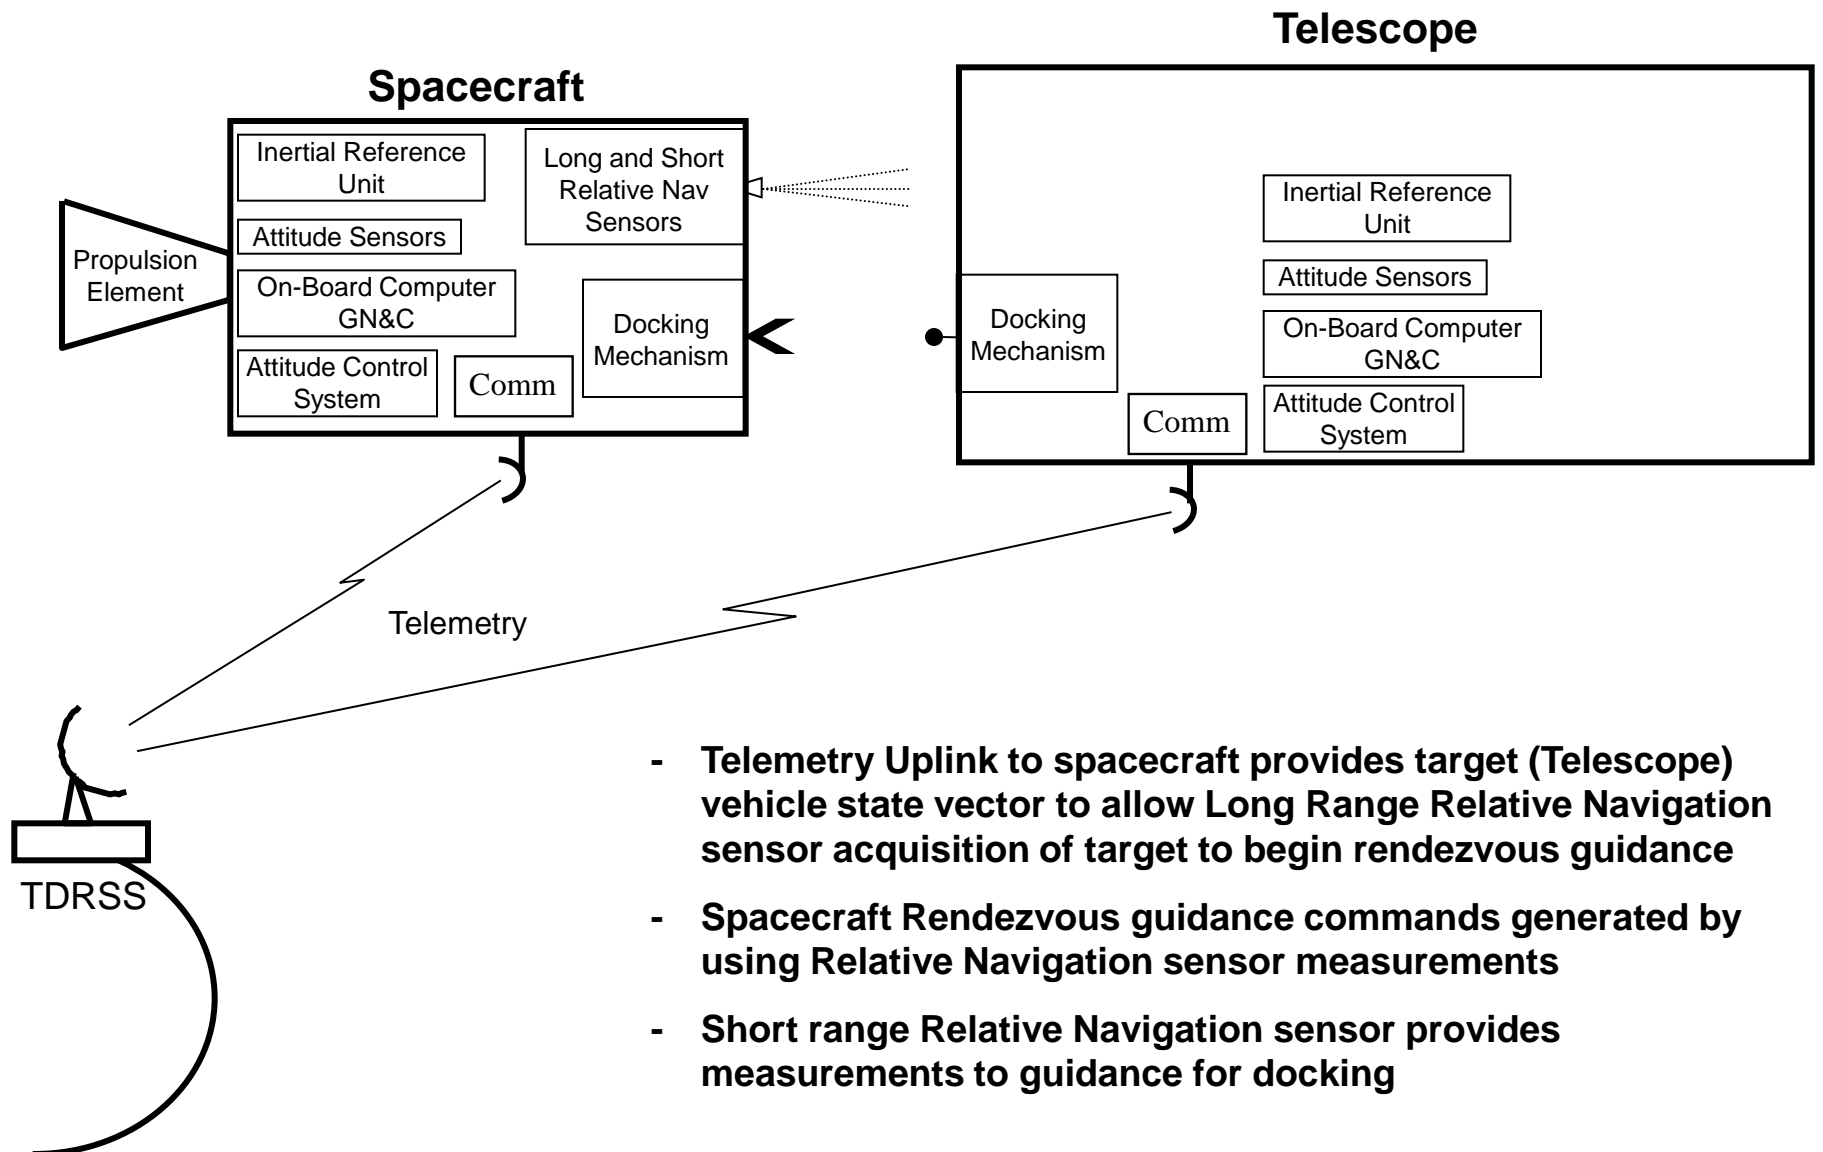 Telescope
Spacecraft
Inertial Reference
Unit
Long and Short
Relative Nav
Sensors
Attitude Sensors
Propulsion
Element
On-Board Computer
GN&C
Docking
Mechanism
Attitude Control
System
Comm
Inertial Reference
Unit
Attitude Sensors
Docking
Mechanism
On-Board Computer
GN&C
Comm
Attitude Control
System
Telemetry
TDRSS
- Telemetry Uplink to spacecraft provides target (Telescope)
vehicle state vector to allow Long Range Relative Navigation
sensor acquisition of target to begin rendezvous guidance
- Spacecraft Rendezvous guidance commands generated by
using Relative Navigation sensor measurements
- Short range Relative Navigation sensor provides
measurements to guidance for docking